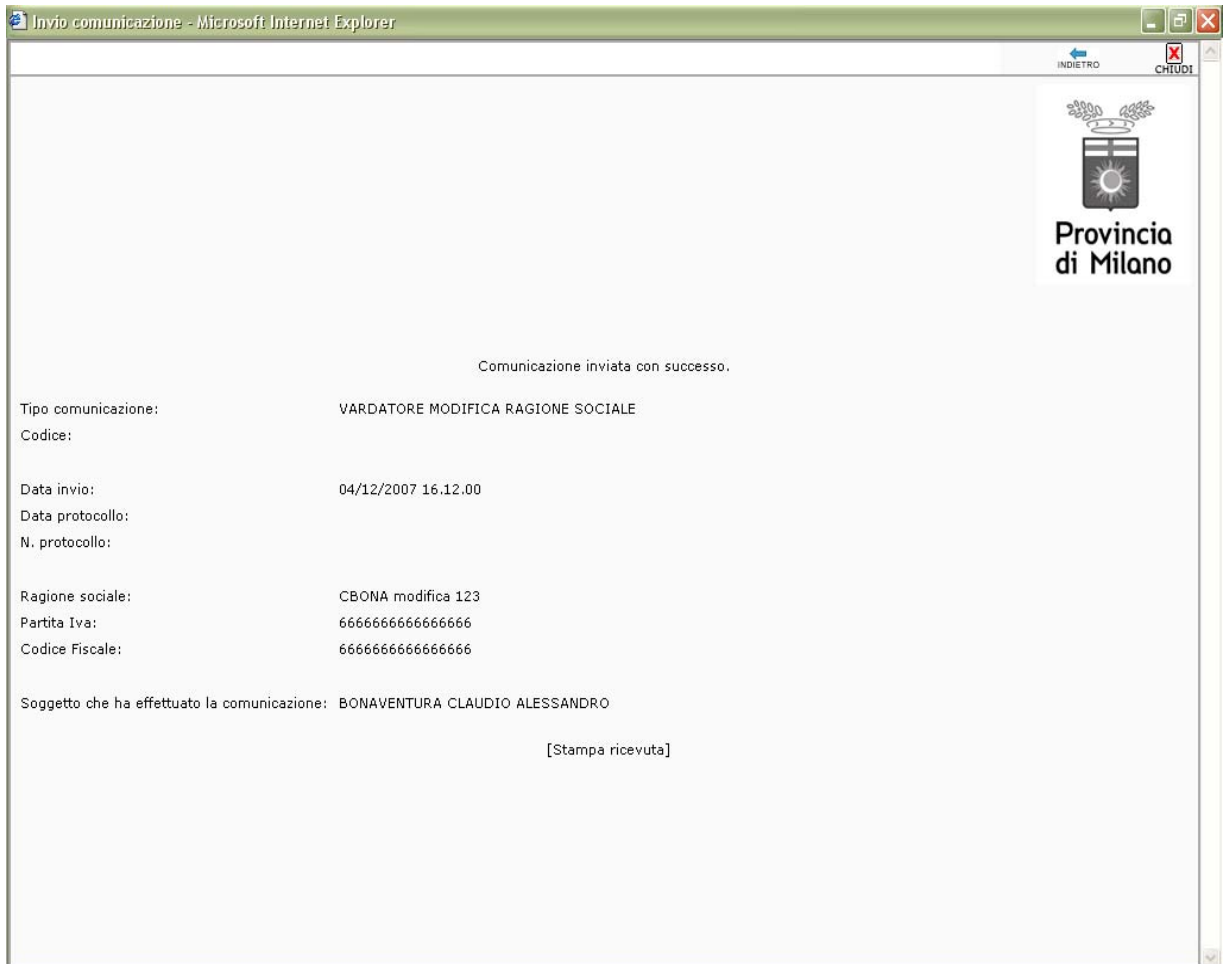 Invio comunicazione - Microsoft Internet Explorer
INDIETRO
CHIUDI
Provincia
di Milano
Comunicazione inviata con successo.
Tipo comunicazione: VARDATORE MODIFICA RAGIONE SOCIALE
Codice:
Data invio: 04/12/2007 16.12.00
Data protocollo:
N. protocollo:
Ragione sociale: CBONA modifica 123
Partita Iva: 6666666666666666
Codice Fiscale: 6666666666666666
Soggetto che ha effettuato la comunicazione: BONAVENTURA CLAUDIO ALESSANDRO
[Stampa ricevuta]